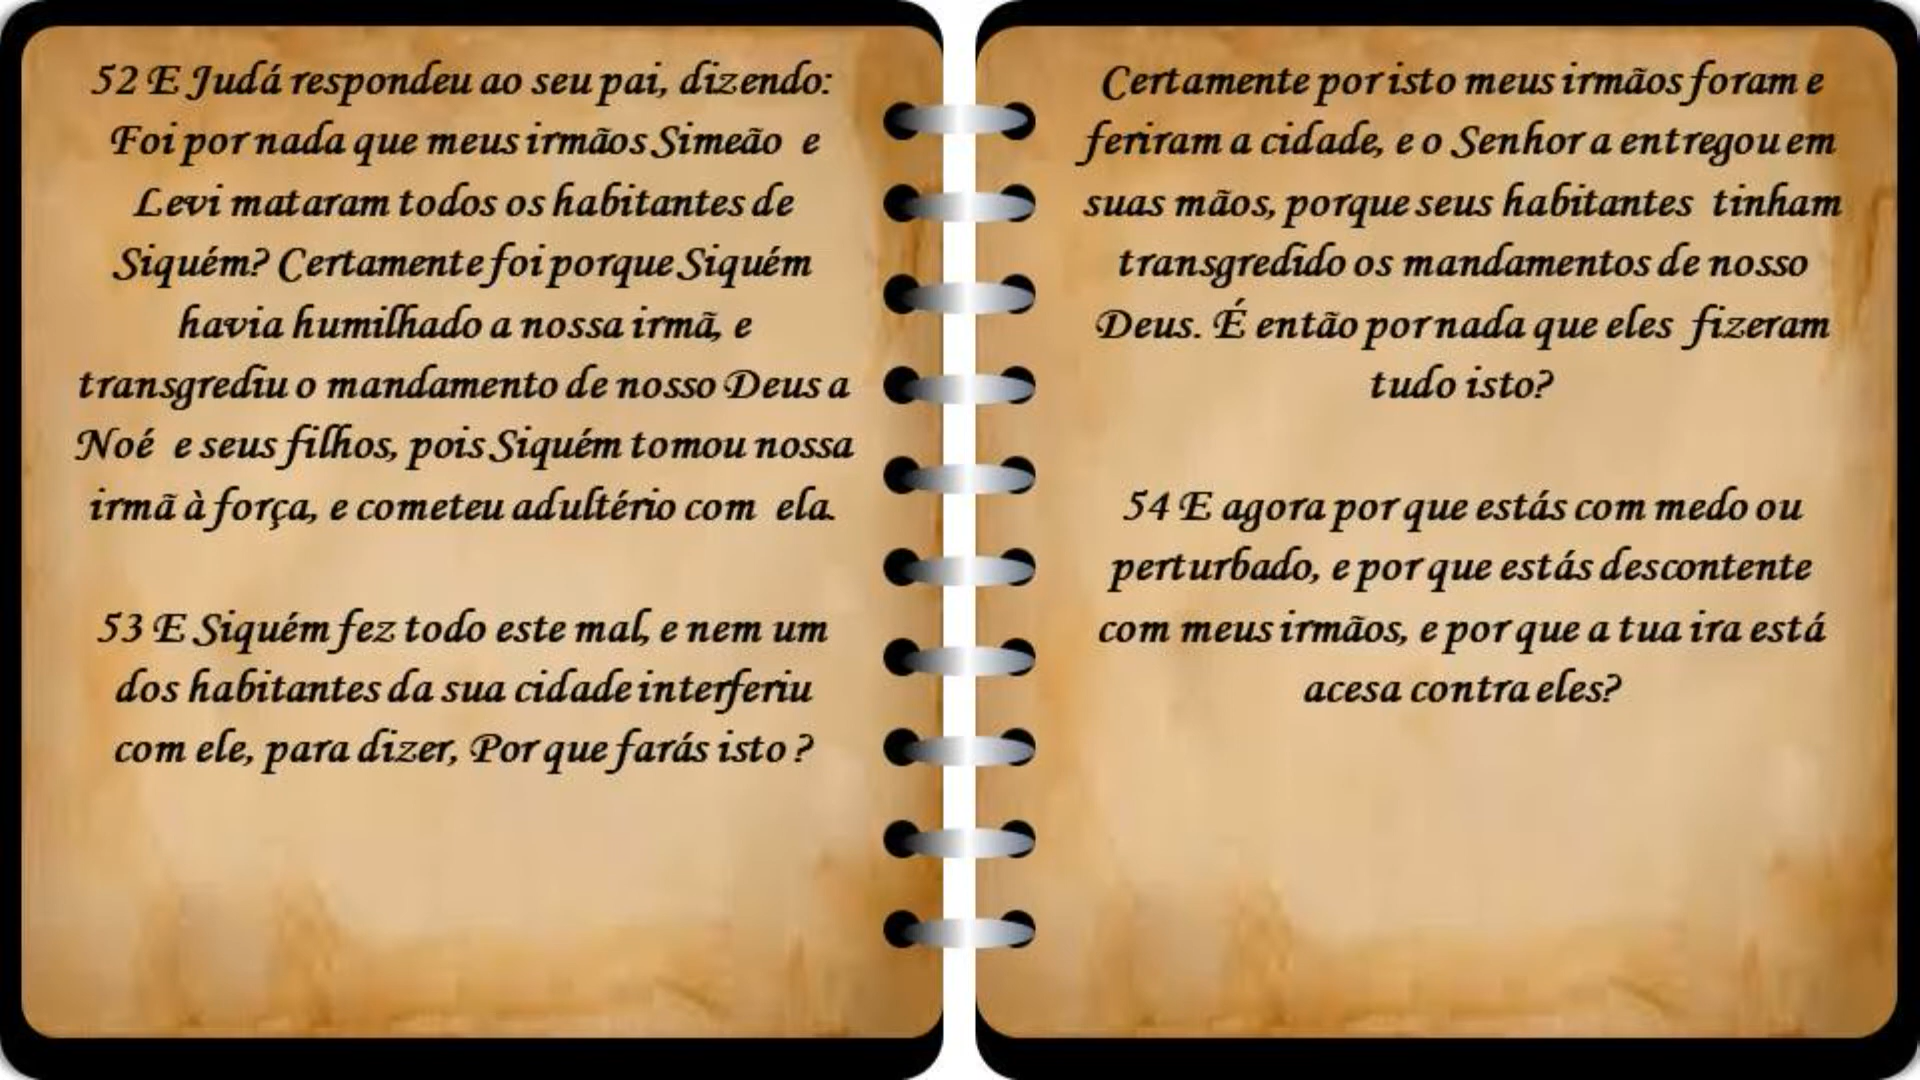 52 E Judá respondeu ao seu pai, dizendo:
Foi por nada que meus irmãos Simeão e
Levi mataram todos os habitantes de
Siquém? Certamente foi porque Siquém
havia humilhado a nossa irmã, e
transgrediu o mandamento de nosso Deus a
Noé e seus filhos, pois Siquém tomou nossa
irmã à força, e cometeu adultério com ela.
53 E Siquém fez todo este mal, e nem um
dos habitantes da sua cidade interferiu
com ele, para dizer, Por que farás isto ?
Certamente por isto meus irmãos foram e
feriram a cidade, e o Senhor a entregou em
suas mãos, porque seus habitantes tinham
transgredido os mandamentos de nosso
Deus. É então por nada que eles fizeram
tudo isto?
54 E agora por que estás com medo ou
perturbado, e por que estás descontente
com meus irmãos, e por que a tua ira está
acesa contra eles?